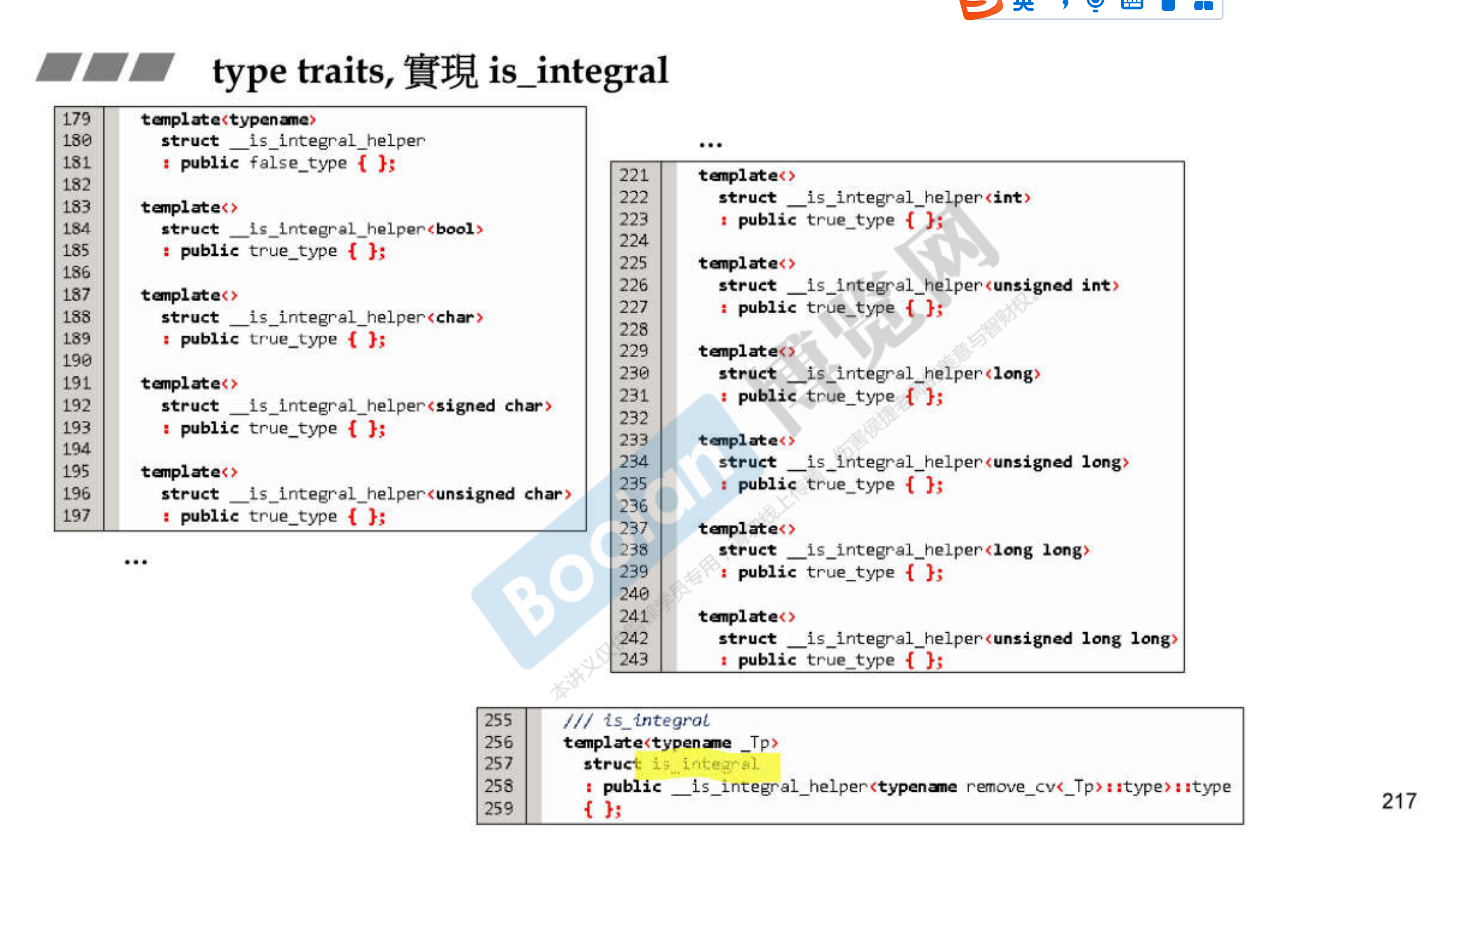 英
type traits, 實現 is_integral
179 template<typename>
180 struct __is_integral_helper
181 : public false_type { };
182
183 template<>
184 struct __is_integral_helper<bool>
185 : public true_type { };
186
187 template<>
188 struct __is_integral_helper<char>
189 : public true_type { };
190
191 template<>
192 struct __is_integral_helper<signed char>
193 : public true_type { };
194
195 template<>
196 struct __is_integral_helper<unsigned char>
197 : public true_type { };
...
...
221 template<>
222 struct __is_integral_helper<int>
223 : public true_type { };
224
225 template<>
226 struct __is_integral_helper<unsigned int>
227 : public true_type { };
228
229 template<>
230 struct __is_integral_helper<long>
231 : public true_type { };
232
233 template<>
234 struct __is_integral_helper<unsigned long>
235 : public true_type { };
236
237 template<>
238 struct __is_integral_helper<long long>
239 : public true_type { };
240
241 template<>
242 struct __is_integral_helper<unsigned long long>
243 : public true_type { };
255 /// is_integral
256 template<typename _Tp>
257 struct is_integral
258 : public __is_integral_helper<typename remove_cv<_Tp>::type>::type
259 { };
217
Boolan 博览网